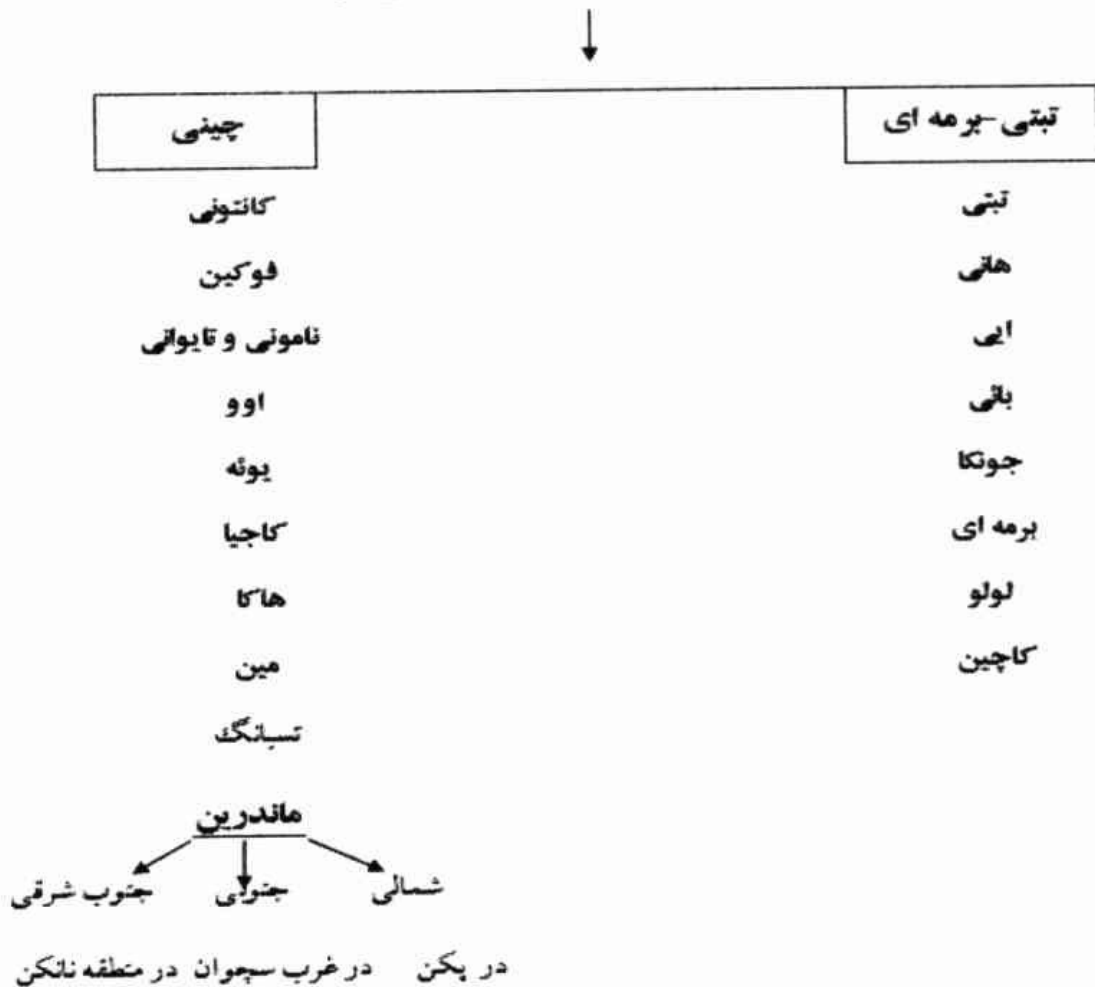 تبتی-برمه ای
تبتی
هانی
ایی
بائی
جونکا
برمه ای
لولو
کاچین
چینی
کانتونی
فوکین
نامونی و تایوانی
اوو
یوئه
کاجیا
هاکا
مین
تسیانگ
ماندرین
شمالی جنوبی جنوب شرقی
در پکن در غرب سچوان در منطقه نانکن